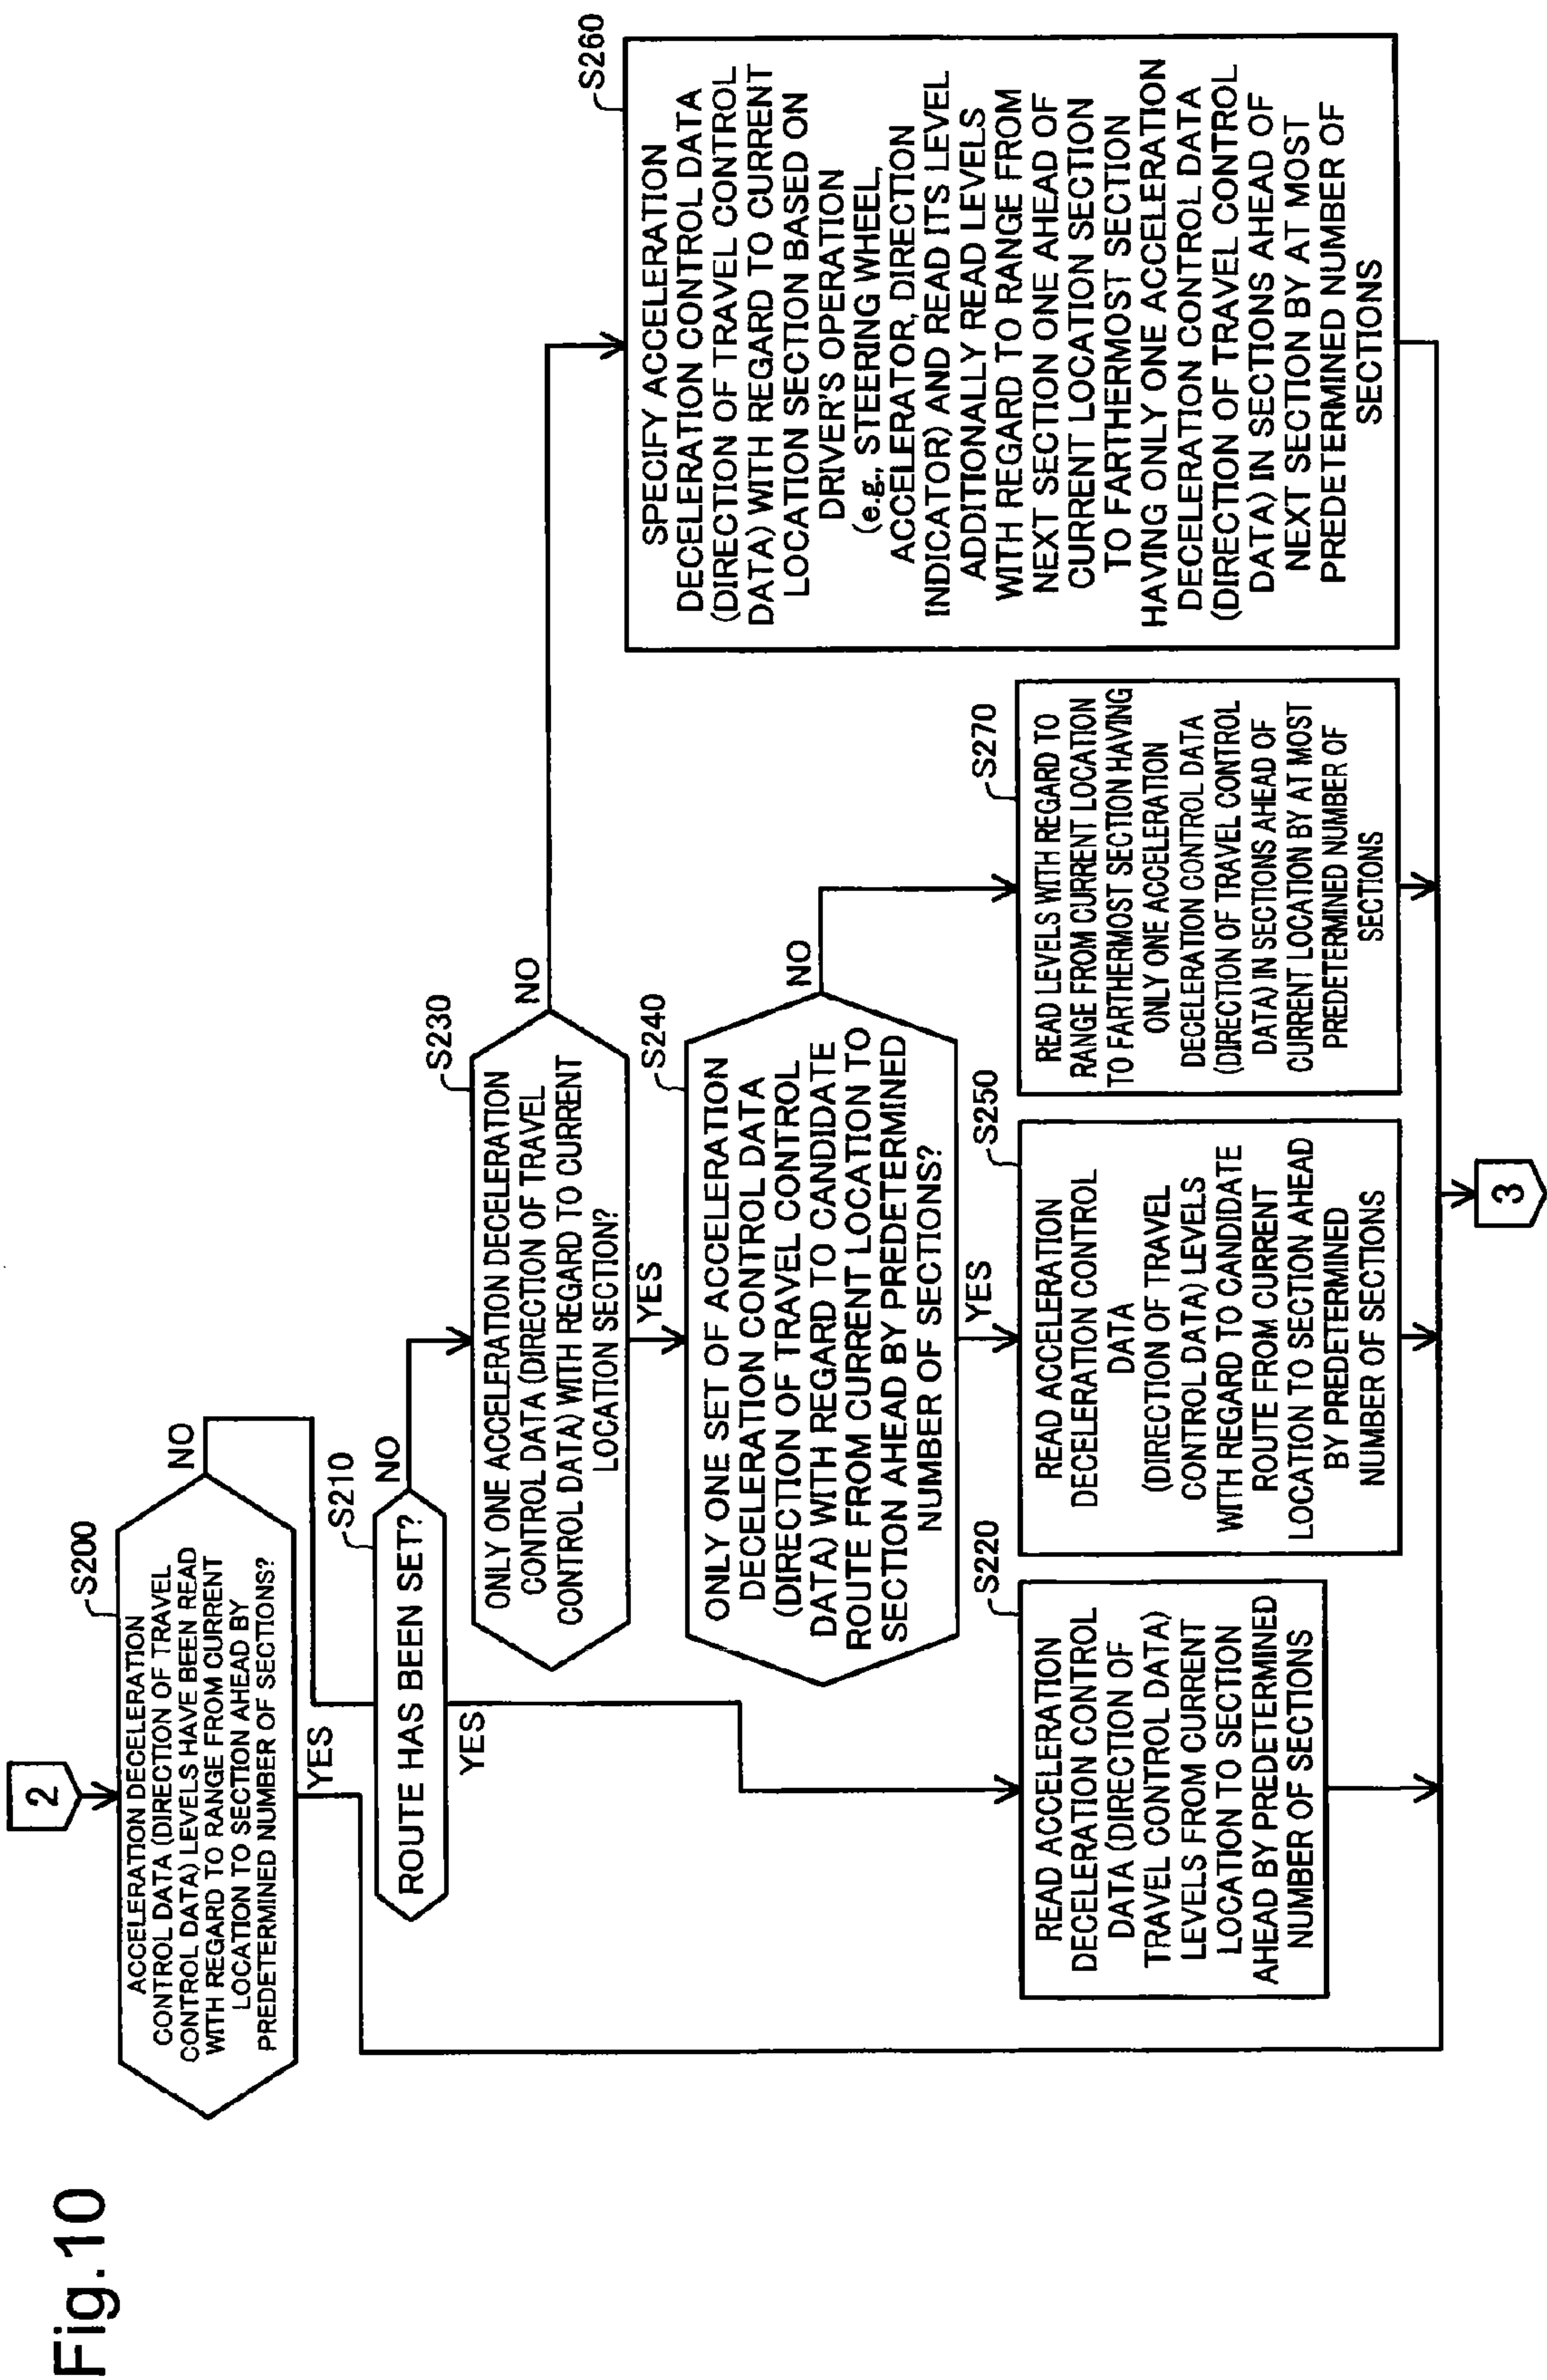 Fig.10
2
S200
ACCELERATION DECELERATION
CONTROL DATA (DIRECTION OF TRAVEL
CONTROL DATA) LEVELS HAVE BEEN READ
WITH REGARD TO RANGE FROM CURRENT
LOCATION TO SECTION AHEAD BY
PREDETERMINED NUMBER OF SECTIONS?
NO
YES
S210
ROUTE HAS BEEN SET?
NO
YES
S230
ONLY ONE ACCELERATION DECELERATION
CONTROL DATA (DIRECTION OF TRAVEL
CONTROL DATA) WITH REGARD TO CURRENT
LOCATION SECTION?
NO
YES
S240
ONLY ONE SET OF ACCELERATION
DECELERATION CONTROL DATA
(DIRECTION OF TRAVEL CONTROL
DATA) WITH REGARD TO CANDIDATE
ROUTE FROM CURRENT LOCATION TO
SECTION AHEAD BY PREDETERMINED
NUMBER OF SECTIONS?
NO
YES
S220
READ ACCELERATION
DECELERATION CONTROL
DATA (DIRECTION OF
TRAVEL CONTROL DATA)
LEVELS FROM CURRENT
LOCATION TO SECTION
AHEAD BY PREDETERMINED
NUMBER OF SECTIONS
S250
READ ACCELERATION
DECELERATION CONTROL
DATA
(DIRECTION OF TRAVEL
CONTROL DATA) LEVELS
WITH REGARD TO CANDIDATE
ROUTE FROM CURRENT
LOCATION TO SECTION AHEAD
BY PREDETERMINED
NUMBER OF SECTIONS
S270
READ LEVELS WITH REGARD TO
RANGE FROM CURRENT LOCATION
TO FARTHERMOST SECTION HAVING
ONLY ONE ACCELERATION
DECELERATION CONTROL DATA
(DIRECTION OF TRAVEL CONTROL
DATA) IN SECTIONS AHEAD OF
CURRENT LOCATION BY AT MOST
PREDETERMINED NUMBER OF
SECTIONS
S260
SPECIFY ACCELERATION
DECELERATION CONTROL DATA
(DIRECTION OF TRAVEL CONTROL
DATA) WITH REGARD TO CURRENT
LOCATION SECTION BASED ON
DRIVER'S OPERATION
(e.g., STEERING WHEEL,
ACCELERATOR, DIRECTION
INDICATOR) AND READ ITS LEVEL
ADDITIONALLY READ LEVELS
WITH REGARD TO RANGE FROM
NEXT SECTION ONE AHEAD OF
CURRENT LOCATION SECTION
TO FARTHERMOST SECTION
HAVING ONLY ONE ACCELERATION
DECELERATION CONTROL DATA
(DIRECTION OF TRAVEL CONTROL
DATA) IN SECTIONS AHEAD OF
NEXT SECTION BY AT MOST
PREDETERMINED NUMBER OF
SECTIONS
3